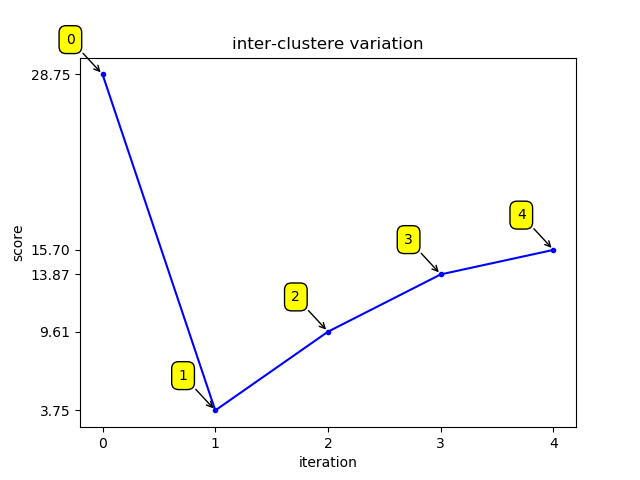 0
inter-clustere variation
28.75
4
15.70
3
13.87
2
9.61
1
3.75
score
0 1 2 3 4
iteration